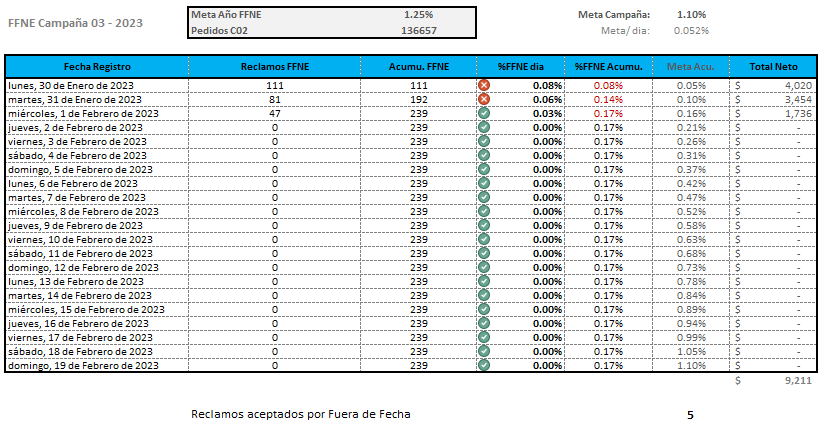 FFNE Campaña 03 - 2023
Meta Año FFNE 1.25%
Pedidos C02 136657
Meta Campaña: 1.10%
Meta/ dia: 0.052%
Fecha Registro Reclamos FFNE Acumu. FFNE %FFNE dia %FFNE Acumu. Meta Acu. Total Neto
lunes, 30 de Enero de 2023 111 111 0.08% 0.08% 0.05% $ 4,020
martes, 31 de Enero de 2023 81 192 0.06% 0.14% 0.10% $ 3,454
miércoles, 1 de Febrero de 2023 47 239 0.03% 0.17% 0.16% $ 1,736
jueves, 2 de Febrero de 2023 0 239 0.00% 0.17% 0.21% $ -
viernes, 3 de Febrero de 2023 0 239 0.00% 0.17% 0.26% $ -
sábado, 4 de Febrero de 2023 0 239 0.00% 0.17% 0.31% $ -
domingo, 5 de Febrero de 2023 0 239 0.00% 0.17% 0.37% $ -
lunes, 6 de Febrero de 2023 0 239 0.00% 0.17% 0.42% $ -
martes, 7 de Febrero de 2023 0 239 0.00% 0.17% 0.47% $ -
miércoles, 8 de Febrero de 2023 0 239 0.00% 0.17% 0.52% $ -
jueves, 9 de Febrero de 2023 0 239 0.00% 0.17% 0.58% $ -
viernes, 10 de Febrero de 2023 0 239 0.00% 0.17% 0.63% $ -
sábado, 11 de Febrero de 2023 0 239 0.00% 0.17% 0.68% $ -
domingo, 12 de Febrero de 2023 0 239 0.00% 0.17% 0.73% $ -
lunes, 13 de Febrero de 2023 0 239 0.00% 0.17% 0.78% $ -
martes, 14 de Febrero de 2023 0 239 0.00% 0.17% 0.84% $ -
miércoles, 15 de Febrero de 2023 0 239 0.00% 0.17% 0.89% $ -
jueves, 16 de Febrero de 2023 0 239 0.00% 0.17% 0.94% $ -
viernes, 17 de Febrero de 2023 0 239 0.00% 0.17% 0.99% $ -
sábado, 18 de Febrero de 2023 0 239 0.00% 0.17% 1.05% $ -
domingo, 19 de Febrero de 2023 0 239 0.00% 0.17% 1.10% $ -
$ 9,211
Reclamos aceptados por Fuera de Fecha 5